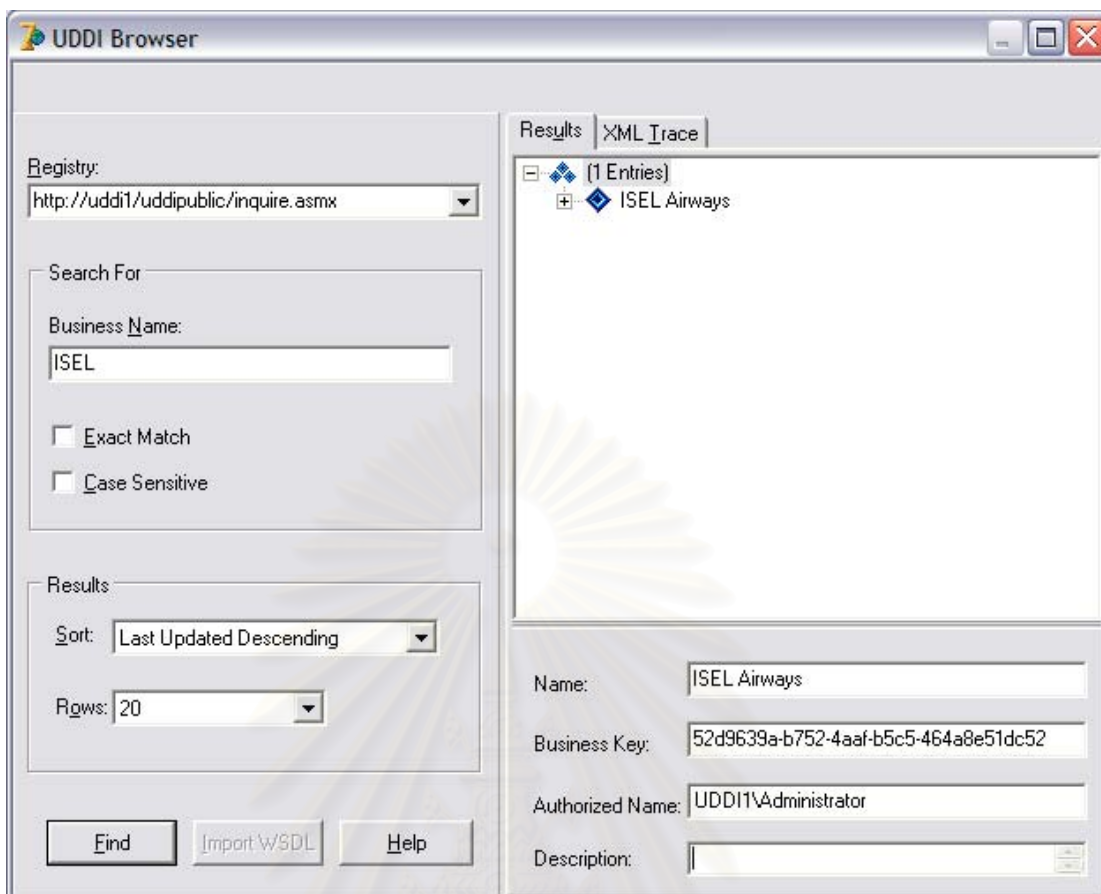 UDDI Browser
Registry:
http://uddi1/uddipublic/inquire.asmx
Search For
Business Name:
ISEL
Exact Match
Case Sensitive
Results
Sort: Last Updated Descending
Rows: 20
Find Import WSDL Help
Results XML Trace
(1 Entries)
ISEL Airways
Name: ISEL Airways
Business Key: 52d9639a-b752-4aaf-b5c5-464a8e51dc52
Authorized Name: UDDI1\Administrator
Description: